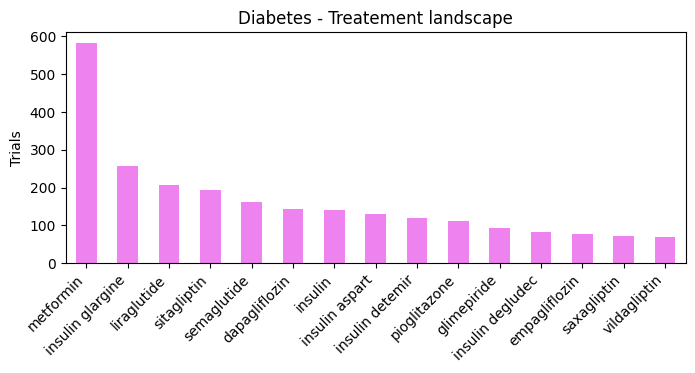 Diabetes - Treatement landscape
Trials
600
500
400
300
200
100
0
metformin
insulin glargine
liraglutide
sitagliptin
semaglutide
dapagliflozin
insulin
insulin aspart
insulin detemir
pioglitazone
glimepiride
insulin degludec
empagliflozin
saxagliptin
vildagliptin